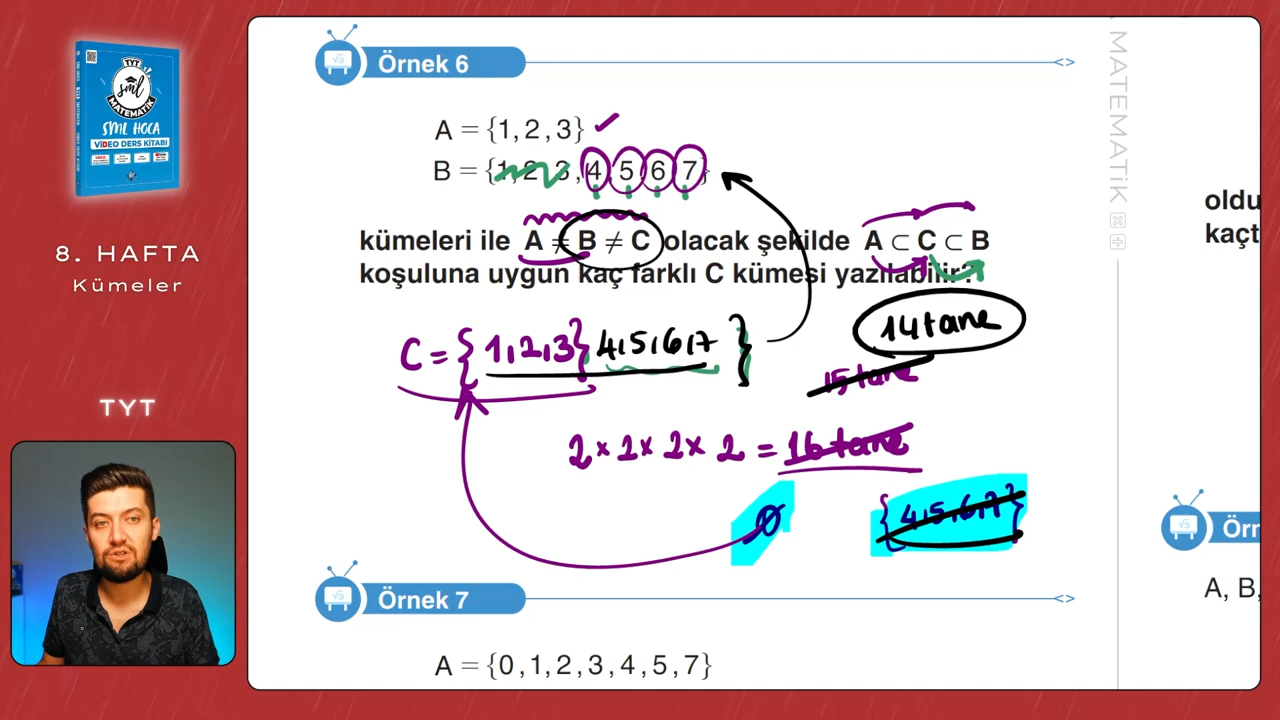 TYT
sml
MATEMATİK
SML HOCA
VİDEO DERS KİTABI
8. HAFTA
Kümeler
TYT
Örnek 6
A = {1, 2, 3}
B = {1, 2, 3, 4, 5, 6, 7}
kümeleri ile A ≠ B ≠ C olacak şekilde A ⊂ C ⊂ B
koşuluna uygun kaç farklı C kümesi yazılabilir?
14 tane
C = { 1, 2, 3} 4, 5, 6, 7 }
15 tane
2 × 2 × 2 × 2 = 16 tane
∅
{4, 5, 6, 7}
Örnek 7
A = {0, 1, 2, 3, 4, 5, 7}
MATEMATİK
oldu
kaçt
Ör
A, B,